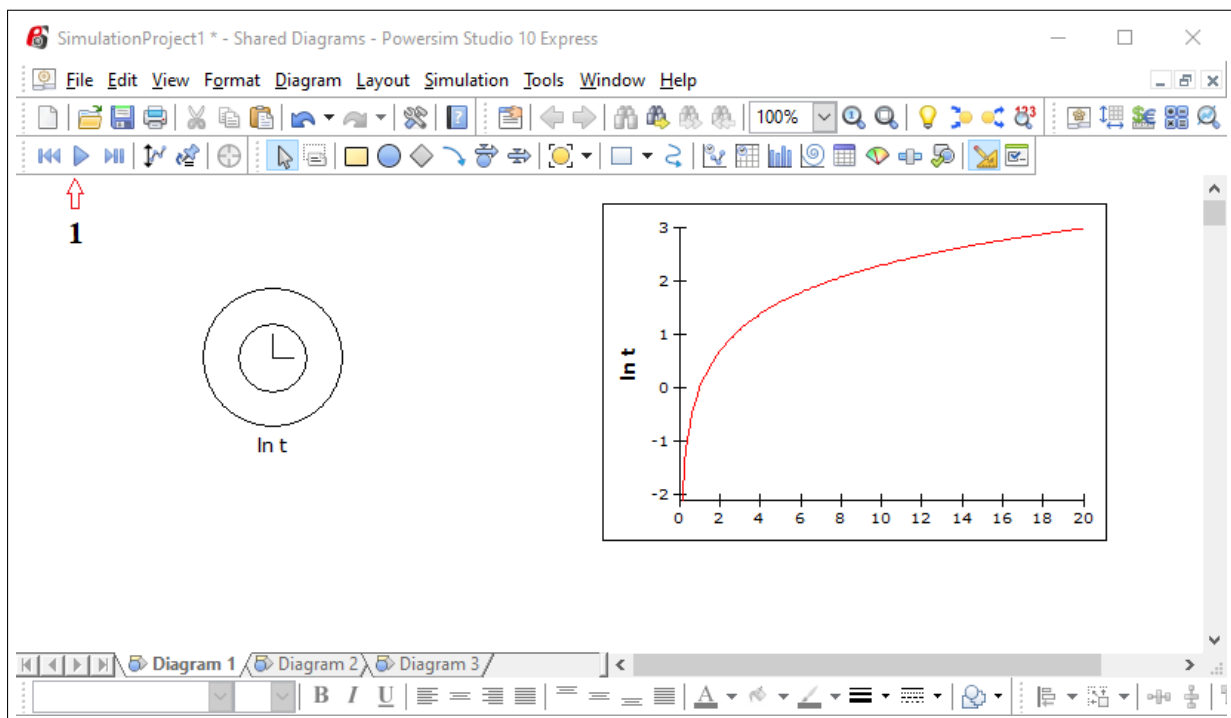 SimulationProject1 * - Shared Diagrams - Powersim Studio 10 Express
File Edit View Format Diagram Layout Simulation Tools Window Help
100% 1 123
1
ln t
3
2
1
0
-1
-2
ln t
0 2 4 6 8 10 12 14 16 18 20
Diagram 1 Diagram 2 Diagram 3
B I U A